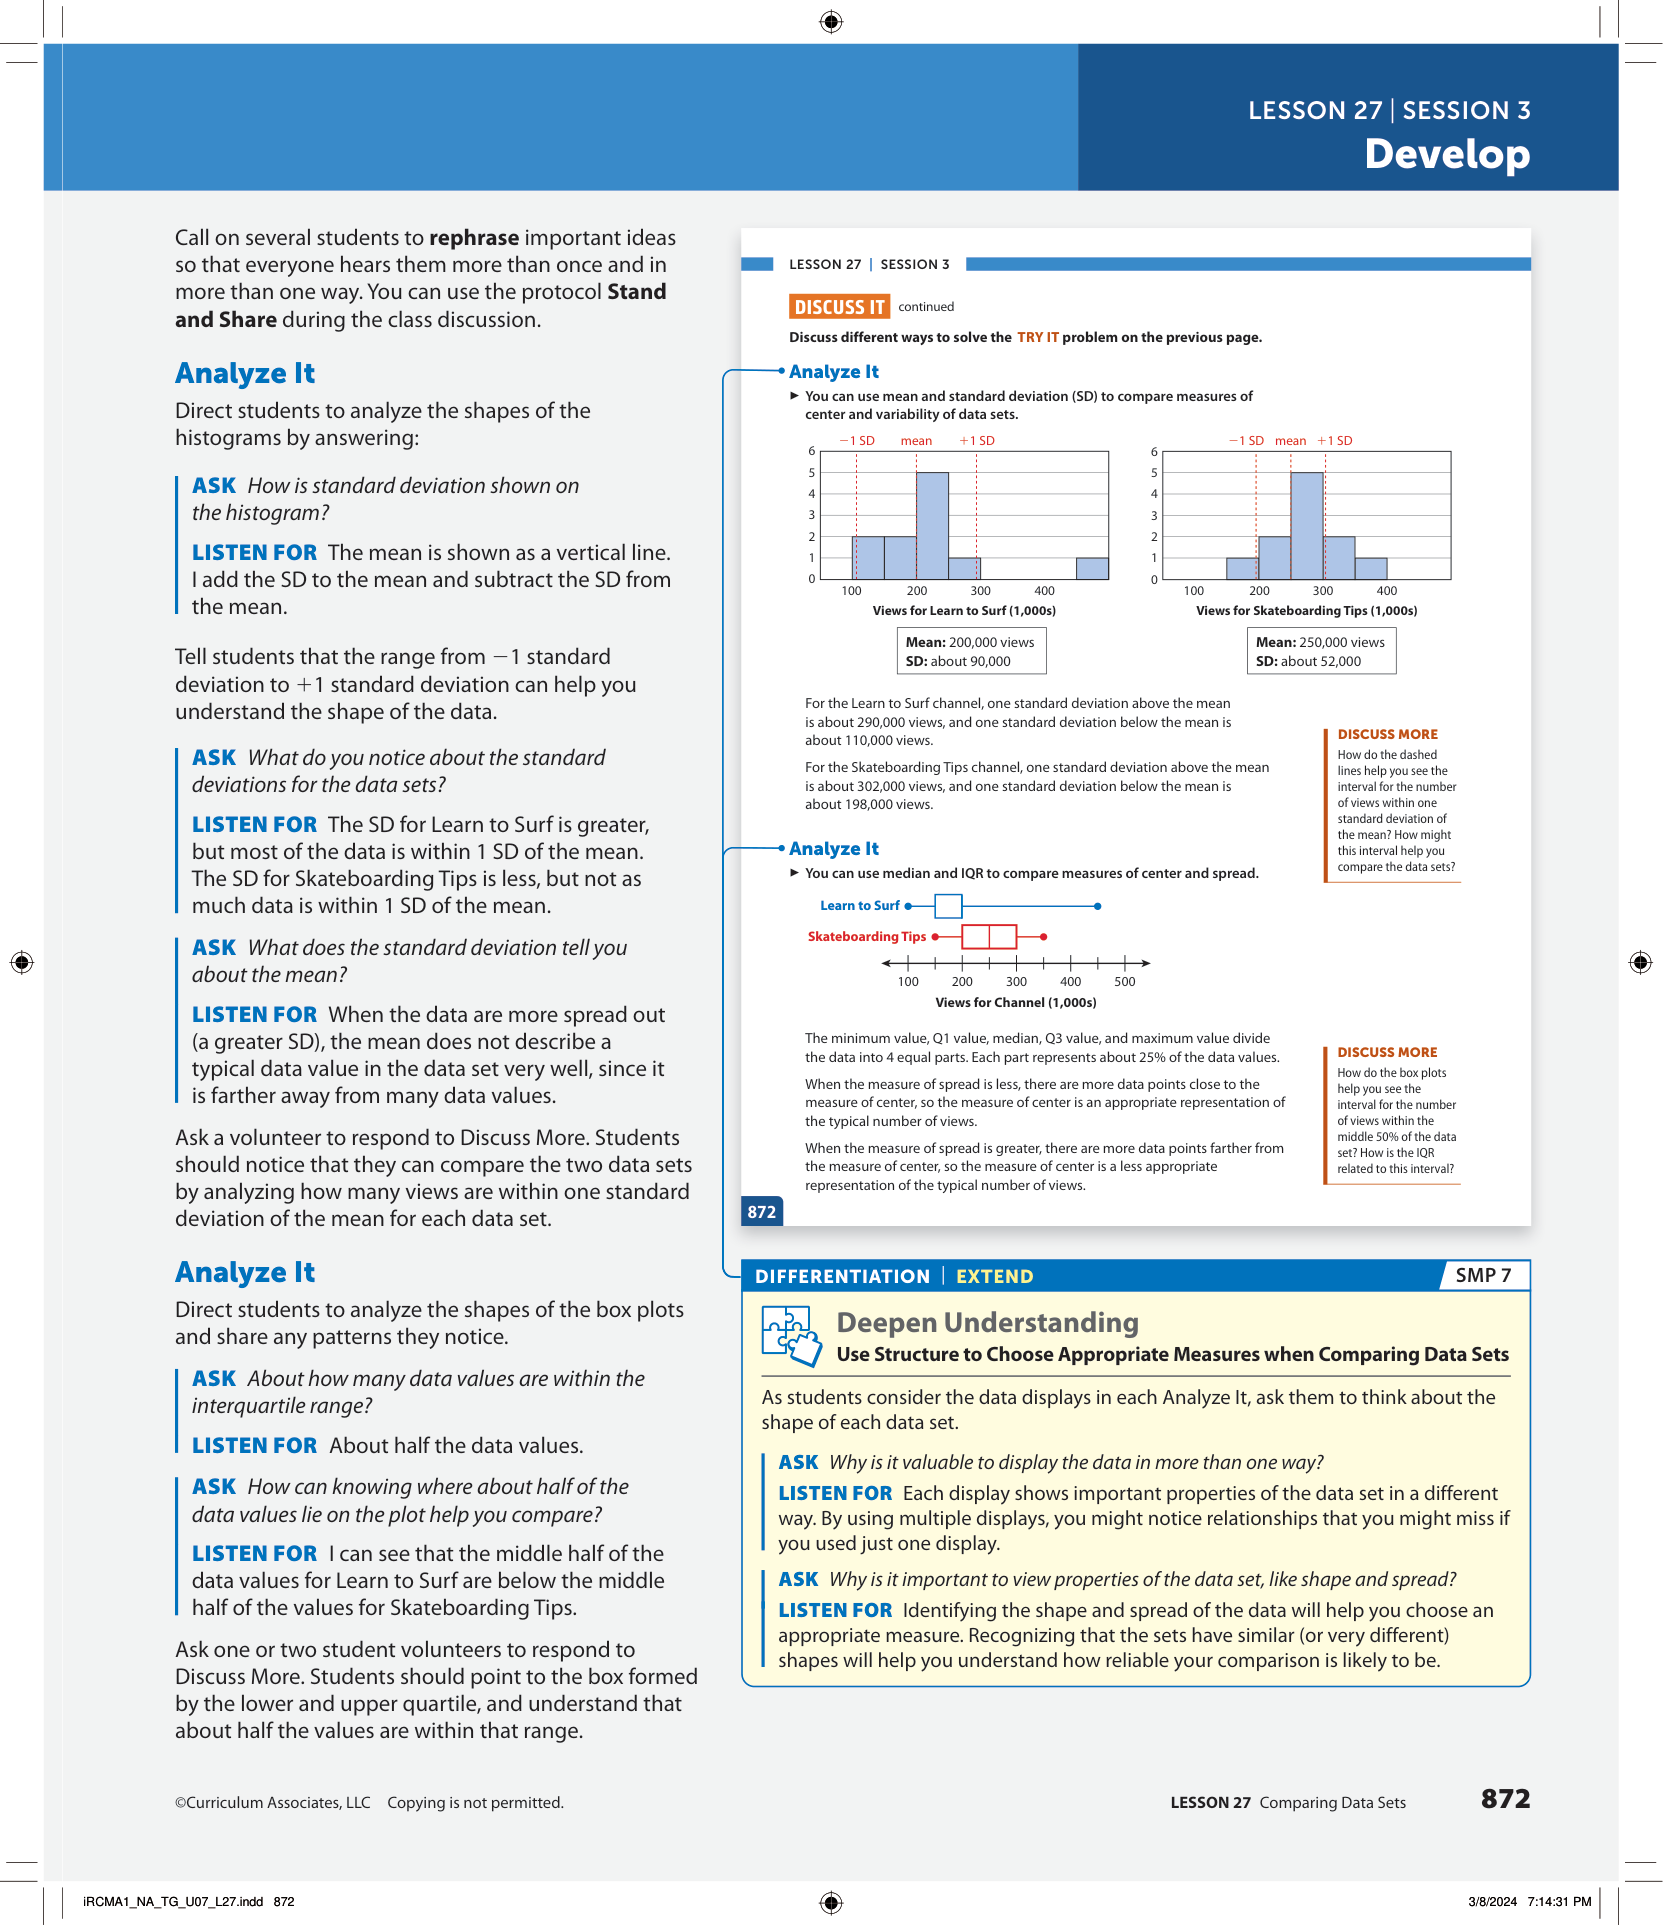 LESSON 27 | SESSION 3
Develop
Call on several students to rephrase important ideas
so that everyone hears them more than once and in
more than one way. You can use the protocol Stand
and Share during the class discussion.
Analyze It
Direct students to analyze the shapes of the
histograms by answering:
ASK How is standard deviation shown on
the histogram?
LISTEN FOR The mean is shown as a vertical line.
I add the SD to the mean and subtract the SD from
the mean.
Tell students that the range from −1 standard
deviation to +1 standard deviation can help you
understand the shape of the data.
ASK What do you notice about the standard
deviations for the data sets?
LISTEN FOR The SD for Learn to Surf is greater,
but most of the data is within 1 SD of the mean.
The SD for Skateboarding Tips is less, but not as
much data is within 1 SD of the mean.
ASK What does the standard deviation tell you
about the mean?
LISTEN FOR When the data are more spread out
(a greater SD), the mean does not describe a
typical data value in the data set very well, since it
is farther away from many data values.
Ask a volunteer to respond to Discuss More. Students
should notice that they can compare the two data sets
by analyzing how many views are within one standard
deviation of the mean for each data set.
Analyze It
Direct students to analyze the shapes of the box plots
and share any patterns they notice.
ASK About how many data values are within the
interquartile range?
LISTEN FOR About half the data values.
ASK How can knowing where about half of the
data values lie on the plot help you compare?
LISTEN FOR I can see that the middle half of the
data values for Learn to Surf are below the middle
half of the values for Skateboarding Tips.
Ask one or two student volunteers to respond to
Discuss More. Students should point to the box formed
by the lower and upper quartile, and understand that
about half the values are within that range.
LESSON 27 | SESSION 3
DISCUSS IT continued
Discuss different ways to solve the TRY IT problem on the previous page.
Analyze It
▶ You can use mean and standard deviation (SD) to compare measures of
center and variability of data sets.
−1 SD mean +1 SD
6
5
4
3
2
1
0
100 200 300 400
Views for Learn to Surf (1,000s)
Mean: 200,000 views
SD: about 90,000
−1 SD mean +1 SD
6
5
4
3
2
1
0
100 200 300 400
Views for Skateboarding Tips (1,000s)
Mean: 250,000 views
SD: about 52,000
For the Learn to Surf channel, one standard deviation above the mean
is about 290,000 views, and one standard deviation below the mean is
about 110,000 views.
For the Skateboarding Tips channel, one standard deviation above the mean
is about 302,000 views, and one standard deviation below the mean is
about 198,000 views.
DISCUSS MORE
How do the dashed
lines help you see the
interval for the number
of views within one
standard deviation of
the mean? How might
this interval help you
compare the data sets?
Analyze It
▶ You can use median and IQR to compare measures of center and spread.
Learn to Surf
Skateboarding Tips
100 200 300 400 500
Views for Channel (1,000s)
The minimum value, Q1 value, median, Q3 value, and maximum value divide
the data into 4 equal parts. Each part represents about 25% of the data values.
When the measure of spread is less, there are more data points close to the
measure of center, so the measure of center is an appropriate representation of
the typical number of views.
When the measure of spread is greater, there are more data points farther from
the measure of center, so the measure of center is a less appropriate
representation of the typical number of views.
DISCUSS MORE
How do the box plots
help you see the
interval for the number
of views within the
middle 50% of the data
set? How is the IQR
related to this interval?
872
DIFFERENTIATION | EXTEND
SMP 7
Deepen Understanding
Use Structure to Choose Appropriate Measures when Comparing Data Sets
As students consider the data displays in each Analyze It, ask them to think about the
shape of each data set.
ASK Why is it valuable to display the data in more than one way?
LISTEN FOR Each display shows important properties of the data set in a different
way. By using multiple displays, you might notice relationships that you might miss if
you used just one display.
ASK Why is it important to view properties of the data set, like shape and spread?
LISTEN FOR Identifying the shape and spread of the data will help you choose an
appropriate measure. Recognizing that the sets have similar (or very different)
shapes will help you understand how reliable your comparison is likely to be.
©Curriculum Associates, LLC Copying is not permitted.
LESSON 27 Comparing Data Sets 872
iRCMA1_NA_TG_U07_L27.indd 872
3/8/2024 7:14:31 PM